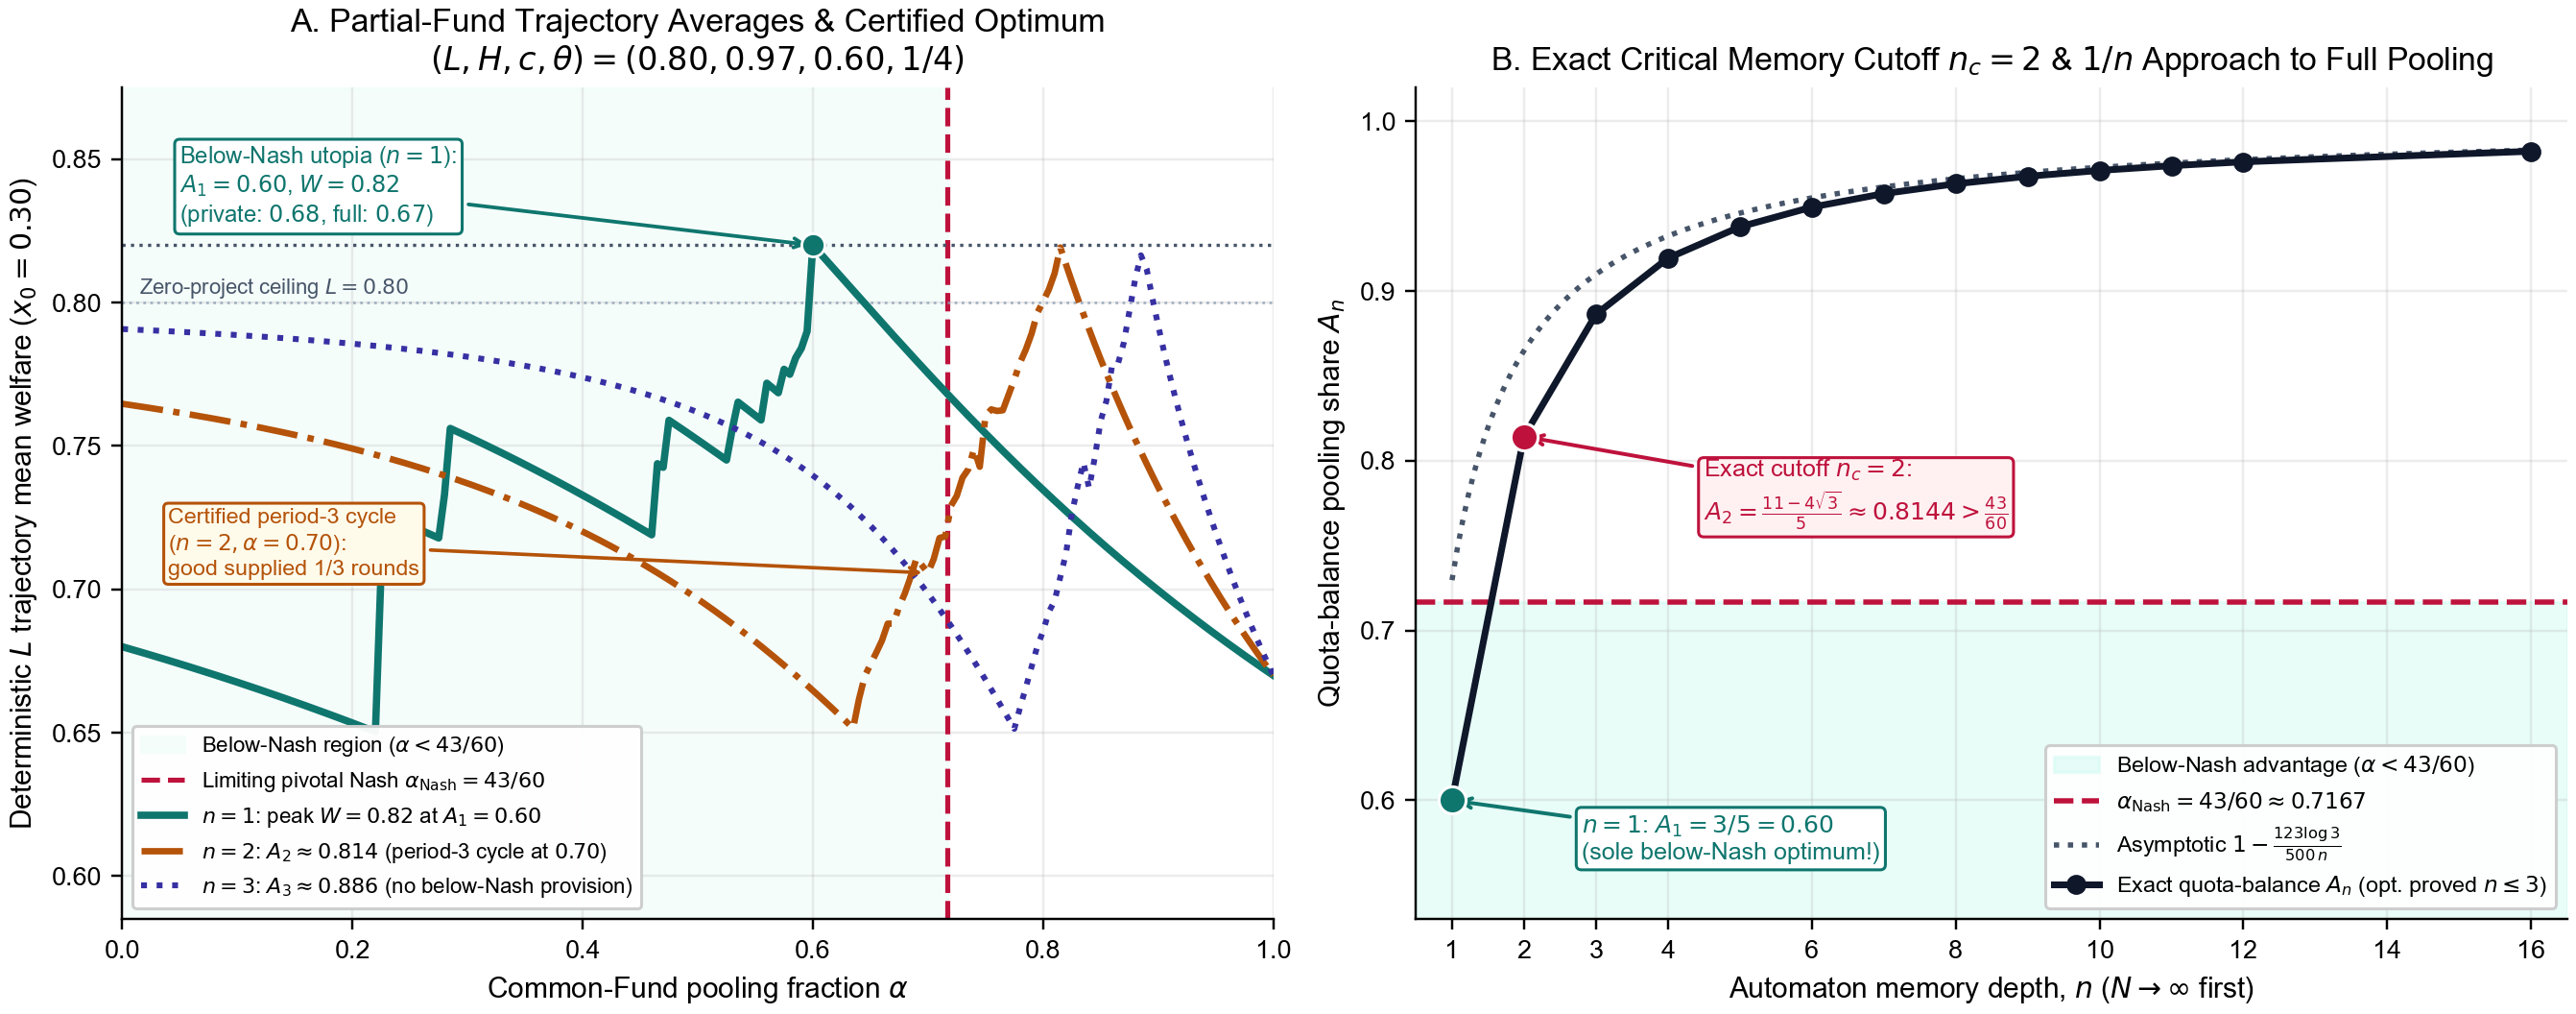 A. Partial-Fund Trajectory Averages & Certified Optimum
(L, H, c, θ) = (0.80, 0.97, 0.60, 1/4)
Deterministic L trajectory mean welfare (x₀ = 0.30)
0.85
0.80
0.75
0.70
0.65
0.60
Below-Nash utopia (n = 1):
A₁ = 0.60, W = 0.82
(private: 0.68, full: 0.67)
Zero-project ceiling L = 0.80
Certified period-3 cycle
(n = 2, α = 0.70):
good supplied 1/3 rounds
Below-Nash region (α < 43/60)
Limiting pivotal Nash α_Nash = 43/60
n = 1: peak W = 0.82 at A₁ = 0.60
n = 2: A₂ ≈ 0.814 (period-3 cycle at 0.70)
n = 3: A₃ ≈ 0.886 (no below-Nash provision)
0.0 0.2 0.4 0.6 0.8 1.0
Common-Fund pooling fraction α
B. Exact Critical Memory Cutoff n_c = 2 & 1/n Approach to Full Pooling
Quota-balance pooling share Aₙ
1.0
0.9
0.8
0.7
0.6
Exact cutoff n_c = 2:
A₂ = (11−4√3)/5 ≈ 0.8144 > 43/60
n = 1: A₁ = 3/5 = 0.60
(sole below-Nash optimum!)
Below-Nash advantage (α < 43/60)
α_Nash = 43/60 ≈ 0.7167
Asymptotic 1 − (123 log 3)/(500 n)
Exact quota-balance Aₙ (opt. proved n ≤ 3)
1 2 3 4 6 8 10 12 14 16
Automaton memory depth, n (N → ∞ first)